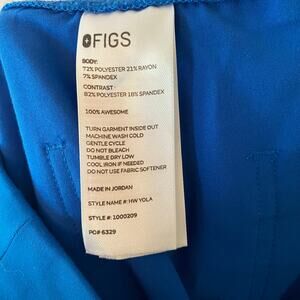 FIGS
BODY:
72% POLYESTER 21% RAYON
7% SPANDEX
CONTRAST:
82% POLYESTER 18% SPANDEX
100% AWESOME
TURN GARMENT INSIDE OUT
MACHINE WASH COLD
GENTLE CYCLE
DO NOT BLEACH
TUMBLE DRY LOW
COOL IRON IF NEEDED
DO NOT USE FABRIC SOFTENER
MADE IN JORDAN
STYLE NAME #: HW YOLA
STYLE #: 1000209
PO# 6329